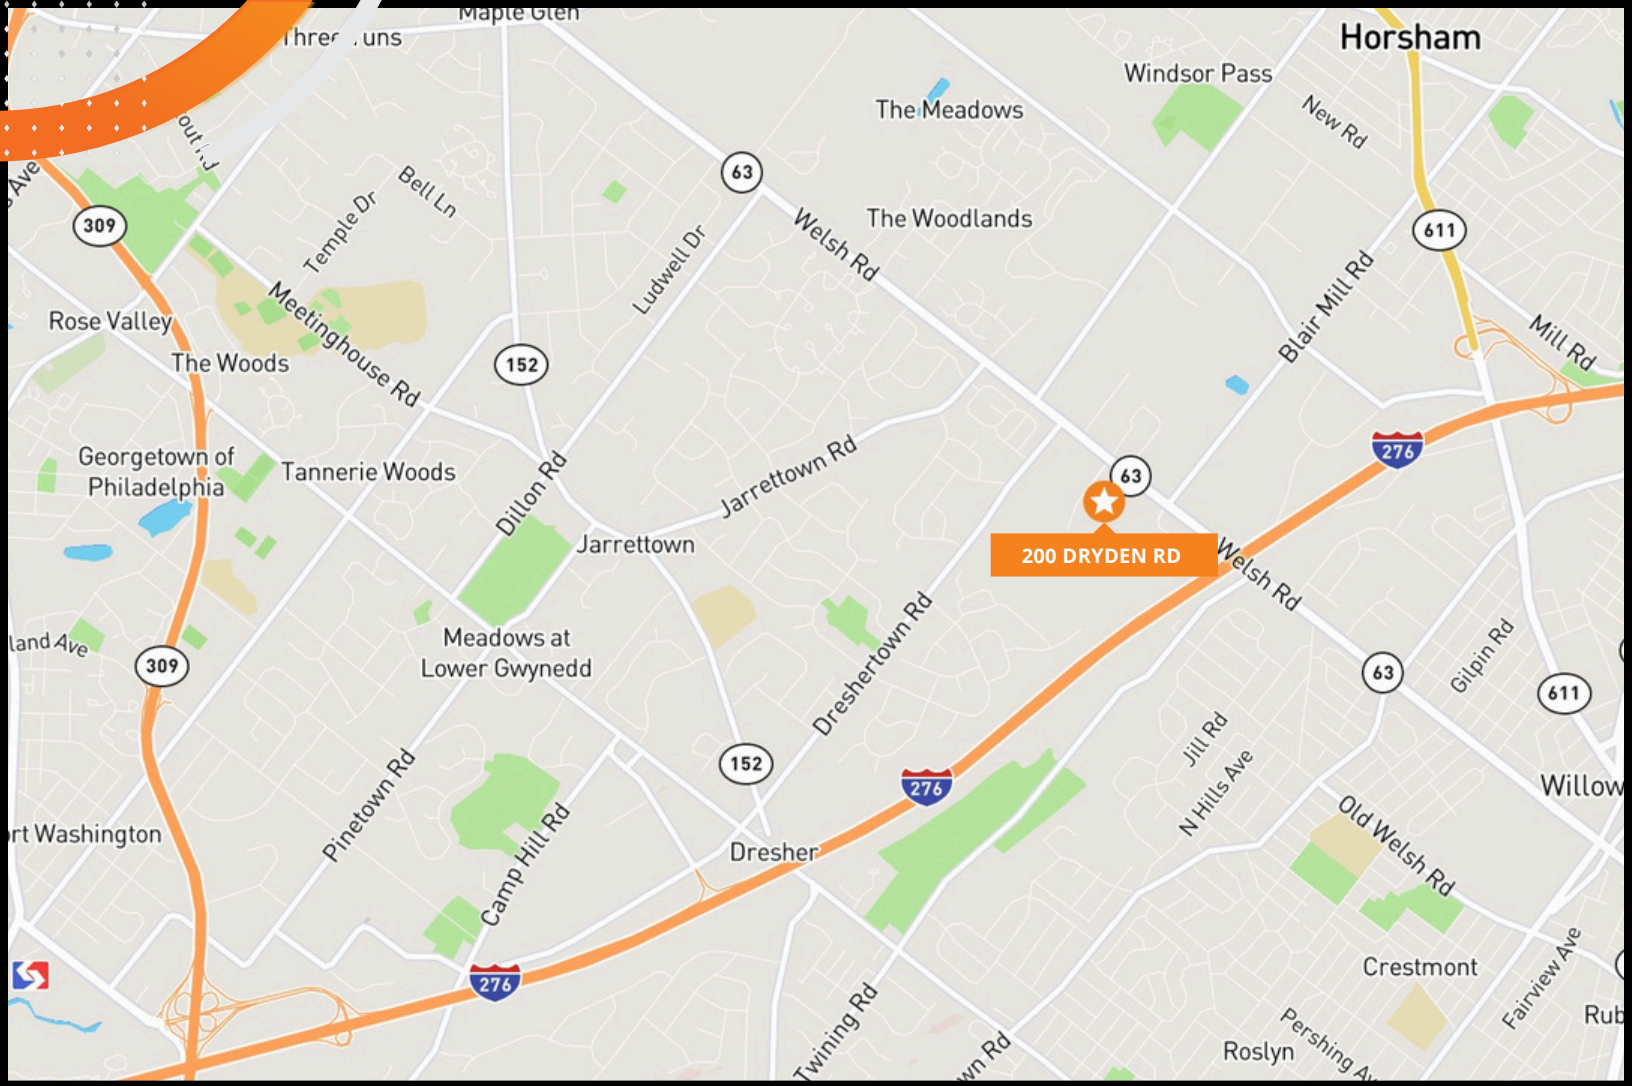 Maple Glen
Horsham
Windsor Pass
The Meadows
New Rd
Bell Ln
63
Temple Dr
309
The Woodlands
611
Welsh Rd
Ludwell Dr
Blair Mill Rd
Meetinghouse Rd
Rose Valley
Mill Rd
The Woods
152
276
Jarrettown Rd
Georgetown of
Philadelphia
Tannerie Woods
Dillon Rd
63
Jarrettown
200 DRYDEN RD
Welsh Rd
Dreshertown Rd
Gilpin Rd
Meadows at
Lower Gwynedd
309
63
611
Jill Rd
152
276
N Hills Ave
Willow
Pinetown Rd
Old Welsh Rd
Camp Hill Rd
Dresher
276
Crestmont
Fairview Ave
Twining Rd
Pershing Av
Roslyn
Rub